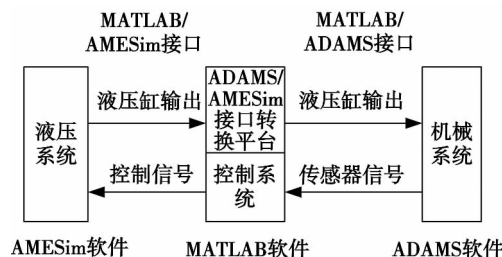 MATLAB/
AMESim接口
MATLAB/
ADAMS接口
液压
系统
液压缸输出
控制信号
ADAMS/
AMESim
接口转
换平台
控制系
统
液压缸输出
传感器信号
机械
系统
AMESim软件
MATLAB软件
ADAMS软件